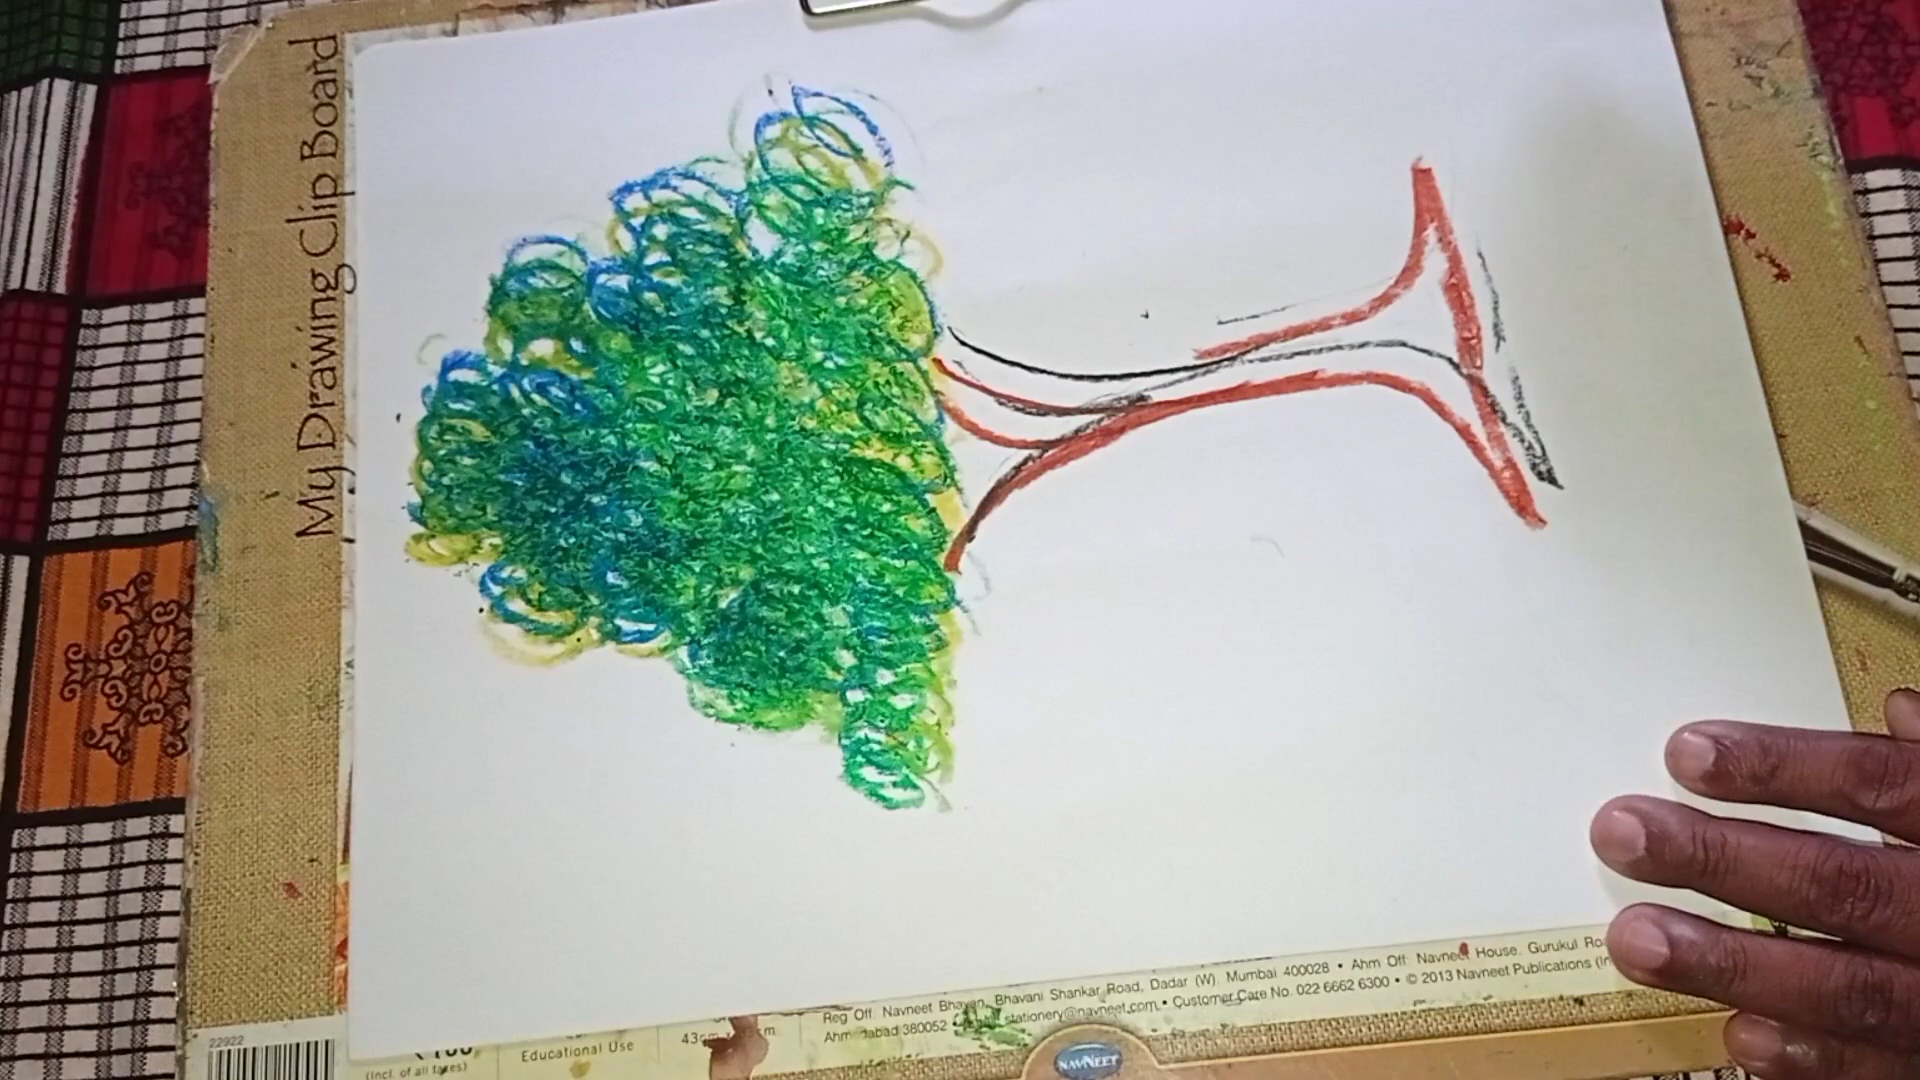 My Drawing Clip Board
Reg Off: Navneet Bhavan, Bhavani Shankar Road, Dadar (W), Mumbai 400028 • Ahm Off: Navneet House, Gurukul
Ahmedabad 380052 stationery@navneet.com • Customer Care No. 022 6662 6300 • © 2013 Navneet Publications
22922
(Incl. of all taxes)
Educational Use
43cm
NAVNEET